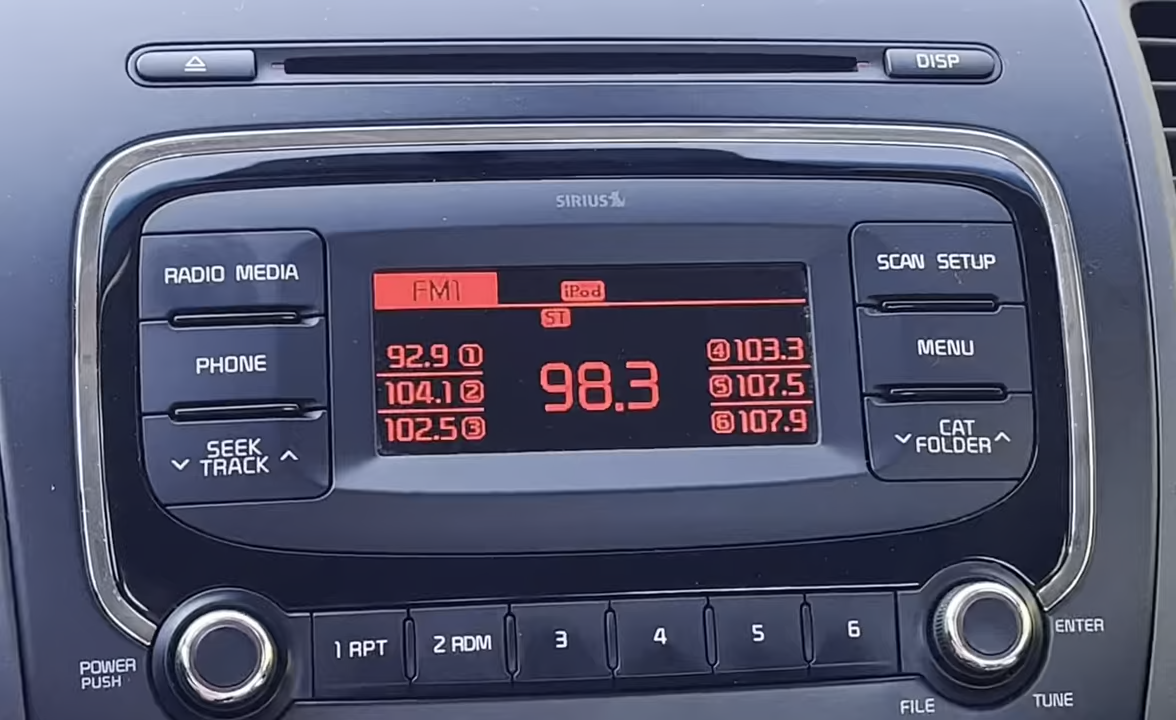 DISP
SIRIUS
RADIO MEDIA
SCAN SETUP
FM1
iPod
ST
PHONE
MENU
92.9 1
104.1 2
102.5 3
98.3
4 103.3
5 107.5
6 107.9
SEEK
TRACK
CAT
FOLDER
1 RPT
2 RDM
3
4
5
6
POWER
PUSH
ENTER
FILE
TUNE